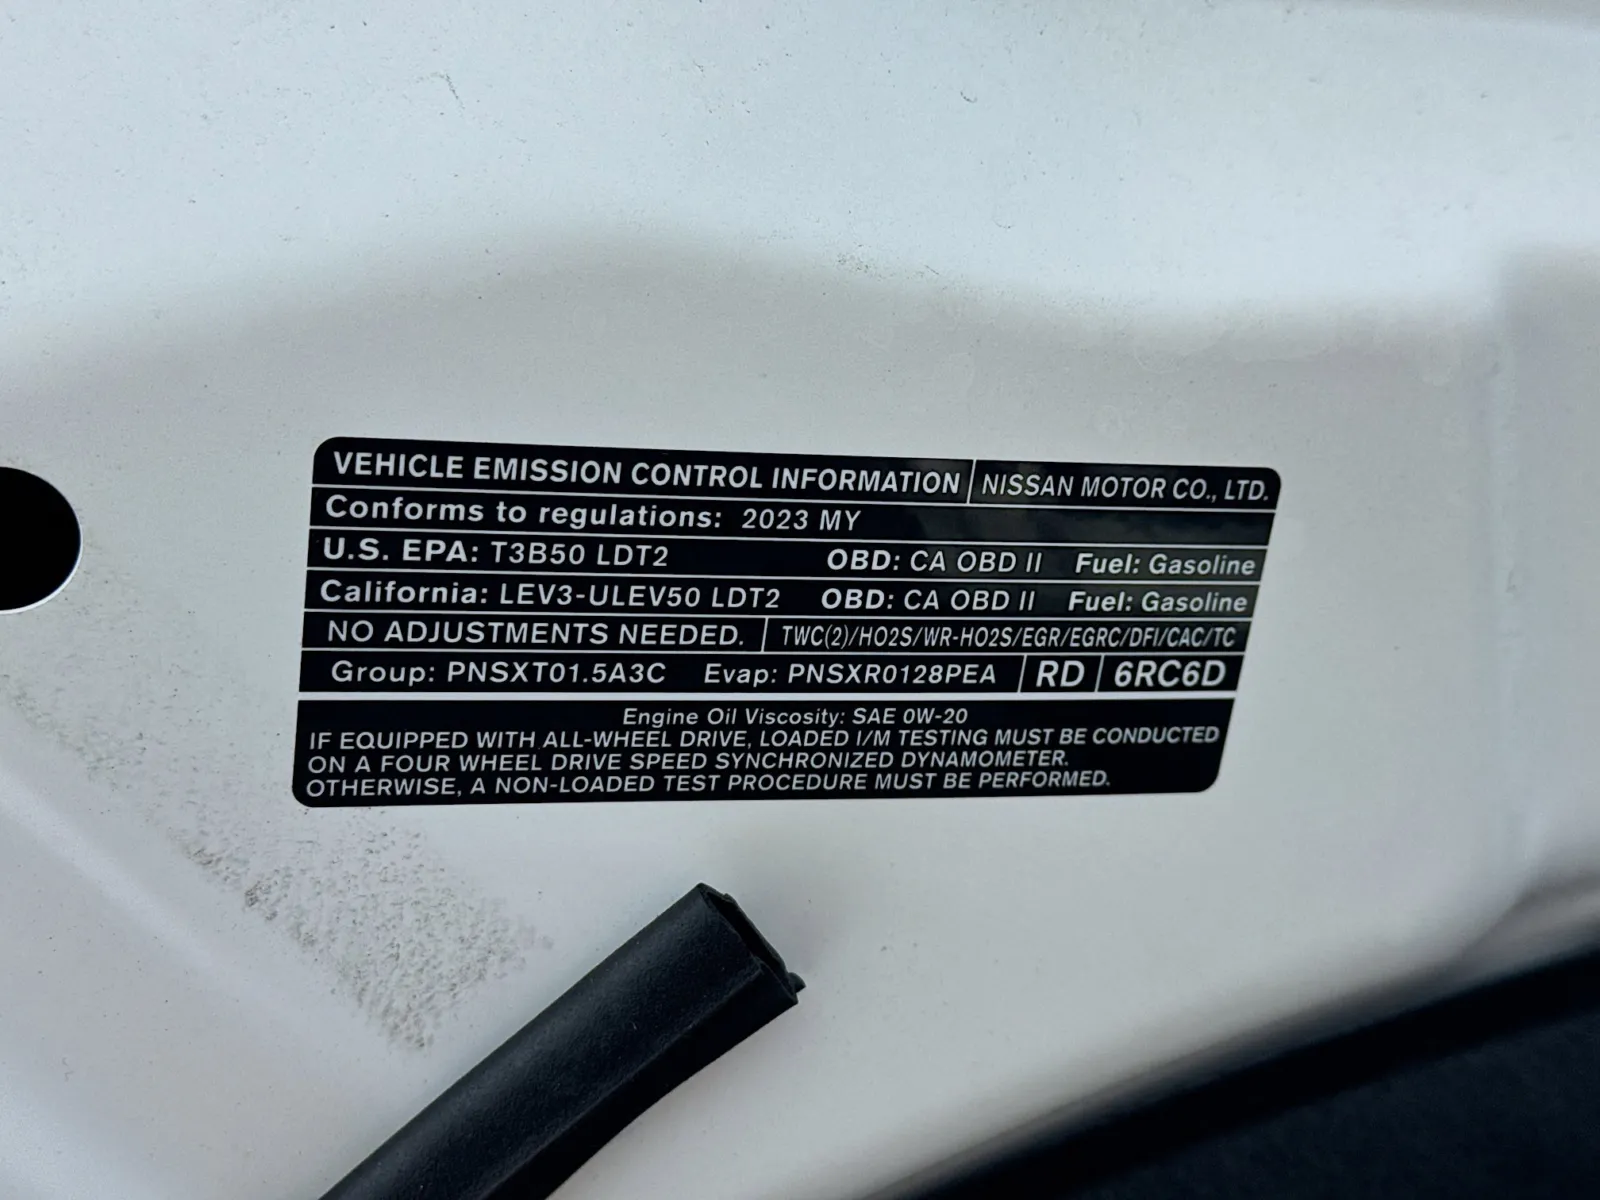 VEHICLE EMISSION CONTROL INFORMATION NISSAN MOTOR CO., LTD.
Conforms to regulations: 2023 MY
U.S. EPA: T3B50 LDT2 OBD: CA OBD II Fuel: Gasoline
California: LEV3-ULEV50 LDT2 OBD: CA OBD II Fuel: Gasoline
NO ADJUSTMENTS NEEDED. TWC(2)/HO2S/WR-HO2S/EGR/EGRC/DFI/CAC/TC
Group: PNSXT01.5A3C Evap: PNSXR0128PEA RD 6RC6D
Engine Oil Viscosity: SAE 0W-20
IF EQUIPPED WITH ALL-WHEEL DRIVE, LOADED I/M TESTING MUST BE CONDUCTED
ON A FOUR WHEEL DRIVE SPEED SYNCHRONIZED DYNAMOMETER.
OTHERWISE, A NON-LOADED TEST PROCEDURE MUST BE PERFORMED.